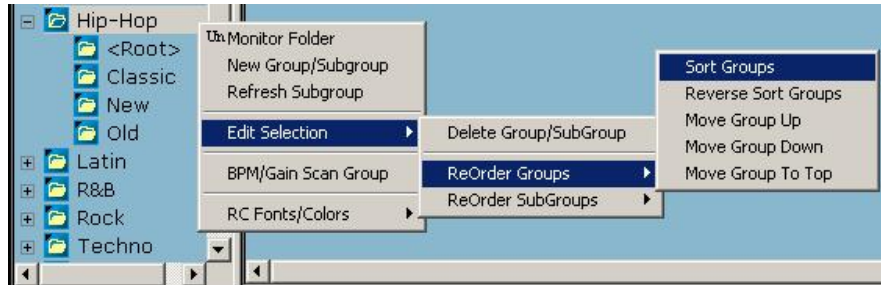 Hip-Hop
<Root>
Classic
New
Old
Latin
R&B
Rock
Techno
UnMonitor Folder
New Group/Subgroup
Refresh Subgroup
Edit Selection
BPM/Gain Scan Group
RC Fonts/Colors
Delete Group/SubGroup
ReOrder Groups
ReOrder SubGroups
Sort Groups
Reverse Sort Groups
Move Group Up
Move Group Down
Move Group To Top